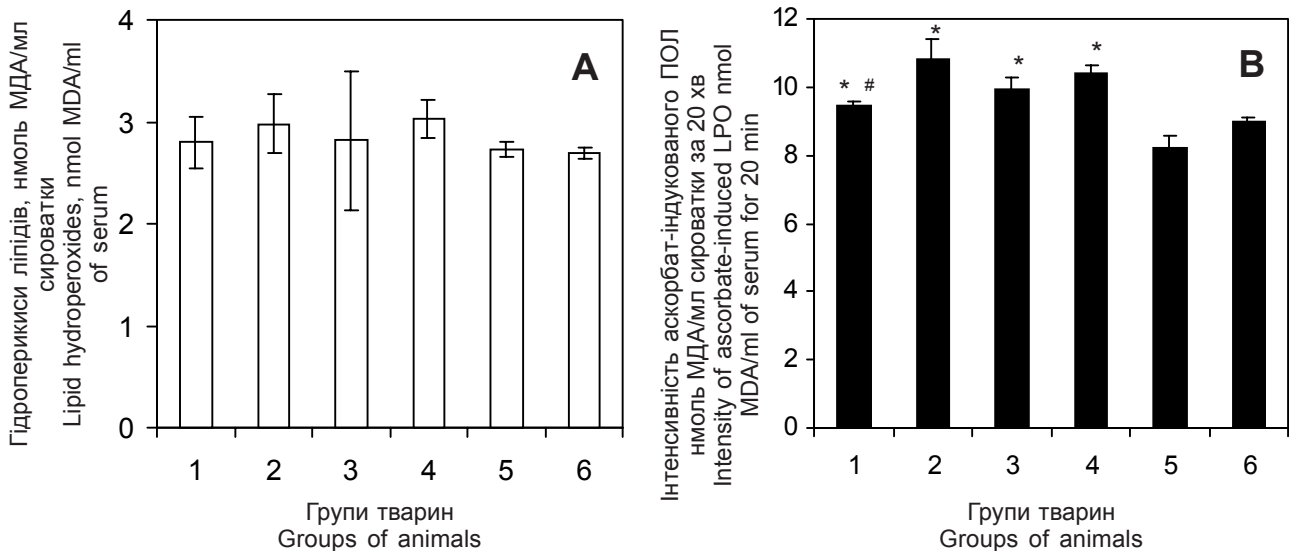 Гідроперикиси ліпідів, нмоль МДА/мл
сироватки
Lipid hydroperoxides, nmol MDA/ml
of serum
4
3
2
1
0
A
1 2 3 4 5 6
Групи тварин
Groups of animals
Інтенсивність аскорбат-індукованого ПОЛ
нмоль МДА/мл сироватки за 20 хв
Intensity of ascorbate-induced LPO nmol
MDA/ml of serum for 20 min
12
10
8
6
4
2
0
* #
*
*
*
B
1 2 3 4 5 6
Групи тварин
Groups of animals